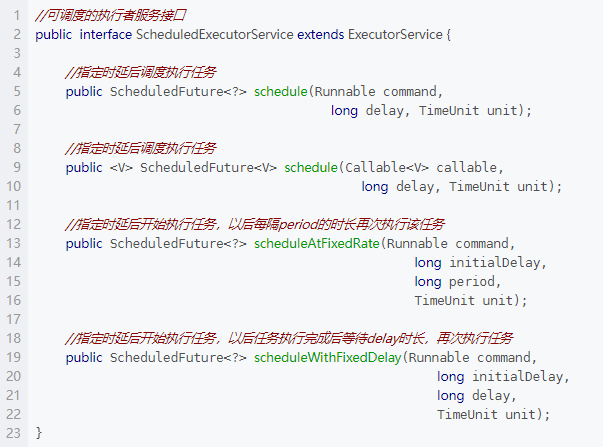 1 //可调度的执行者服务接口
2 public interface ScheduledExecutorService extends ExecutorService {
3
4 //指定时延后调度执行任务
5 public ScheduledFuture<?> schedule(Runnable command,
6 long delay, TimeUnit unit);
7
8 //指定时延后调度执行任务
9 public <V> ScheduledFuture<V> schedule(Callable<V> callable,
10 long delay, TimeUnit unit);
11
12 //指定时延后开始执行任务，以后每隔period的时长再次执行该任务
13 public ScheduledFuture<?> scheduleAtFixedRate(Runnable command,
14 long initialDelay,
15 long period,
16 TimeUnit unit);
17
18 //指定时延后开始执行任务，以后任务执行完成后等待delay时长，再次执行任务
19 public ScheduledFuture<?> scheduleWithFixedDelay(Runnable command,
20 long initialDelay,
21 long delay,
22 TimeUnit unit);
23 }